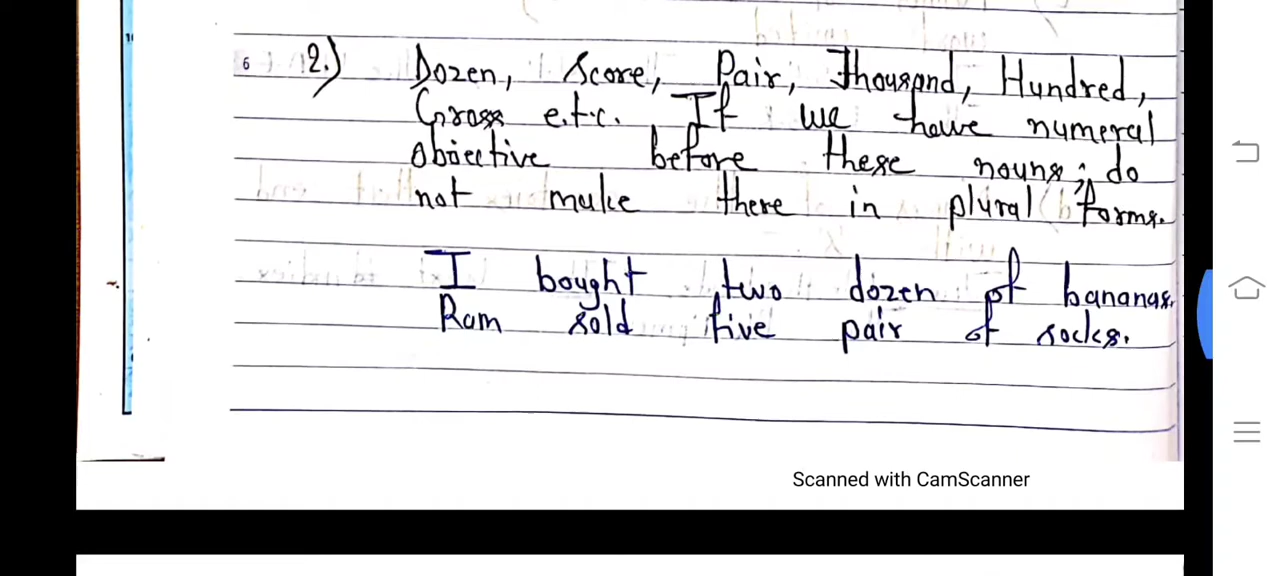 6 2.) Dozen, Score, Pair, Thousand, Hundred,
Gross e.t.c. If we have numeral
objective before these nouns; do
not make there in plural forms.
I bought two dozen of bananas.
Ram sold five pair of socks.
Scanned with CamScanner